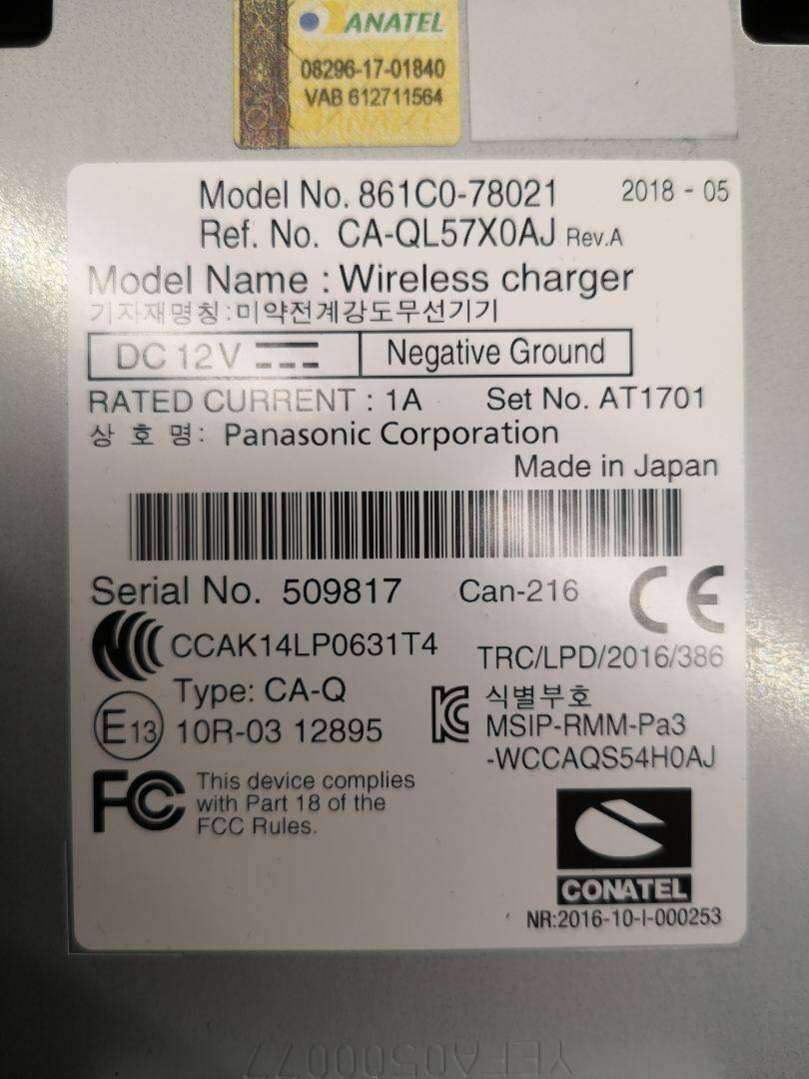 ANATEL
08296-17-01840
VAB 612711564
Model No. 861C0-78021 2018 - 05
Ref. No. CA-QL57X0AJ Rev.A
Model Name : Wireless charger
기자재명칭:미약전계강도무선기기
DC 12V Negative Ground
RATED CURRENT : 1A Set No. AT1701
상 호 명: Panasonic Corporation
Made in Japan
Serial No. 509817 Can-216 CE
CCAK14LP0631T4 TRC/LPD/2016/386
Type: CA-Q 식별부호
E13 10R-03 12895 MSIP-RMM-Pa3
-WCCAQS54H0AJ
FC This device complies
with Part 18 of the
FCC Rules.
CONATEL
NR:2016-10-I-000253
YEFA0500077